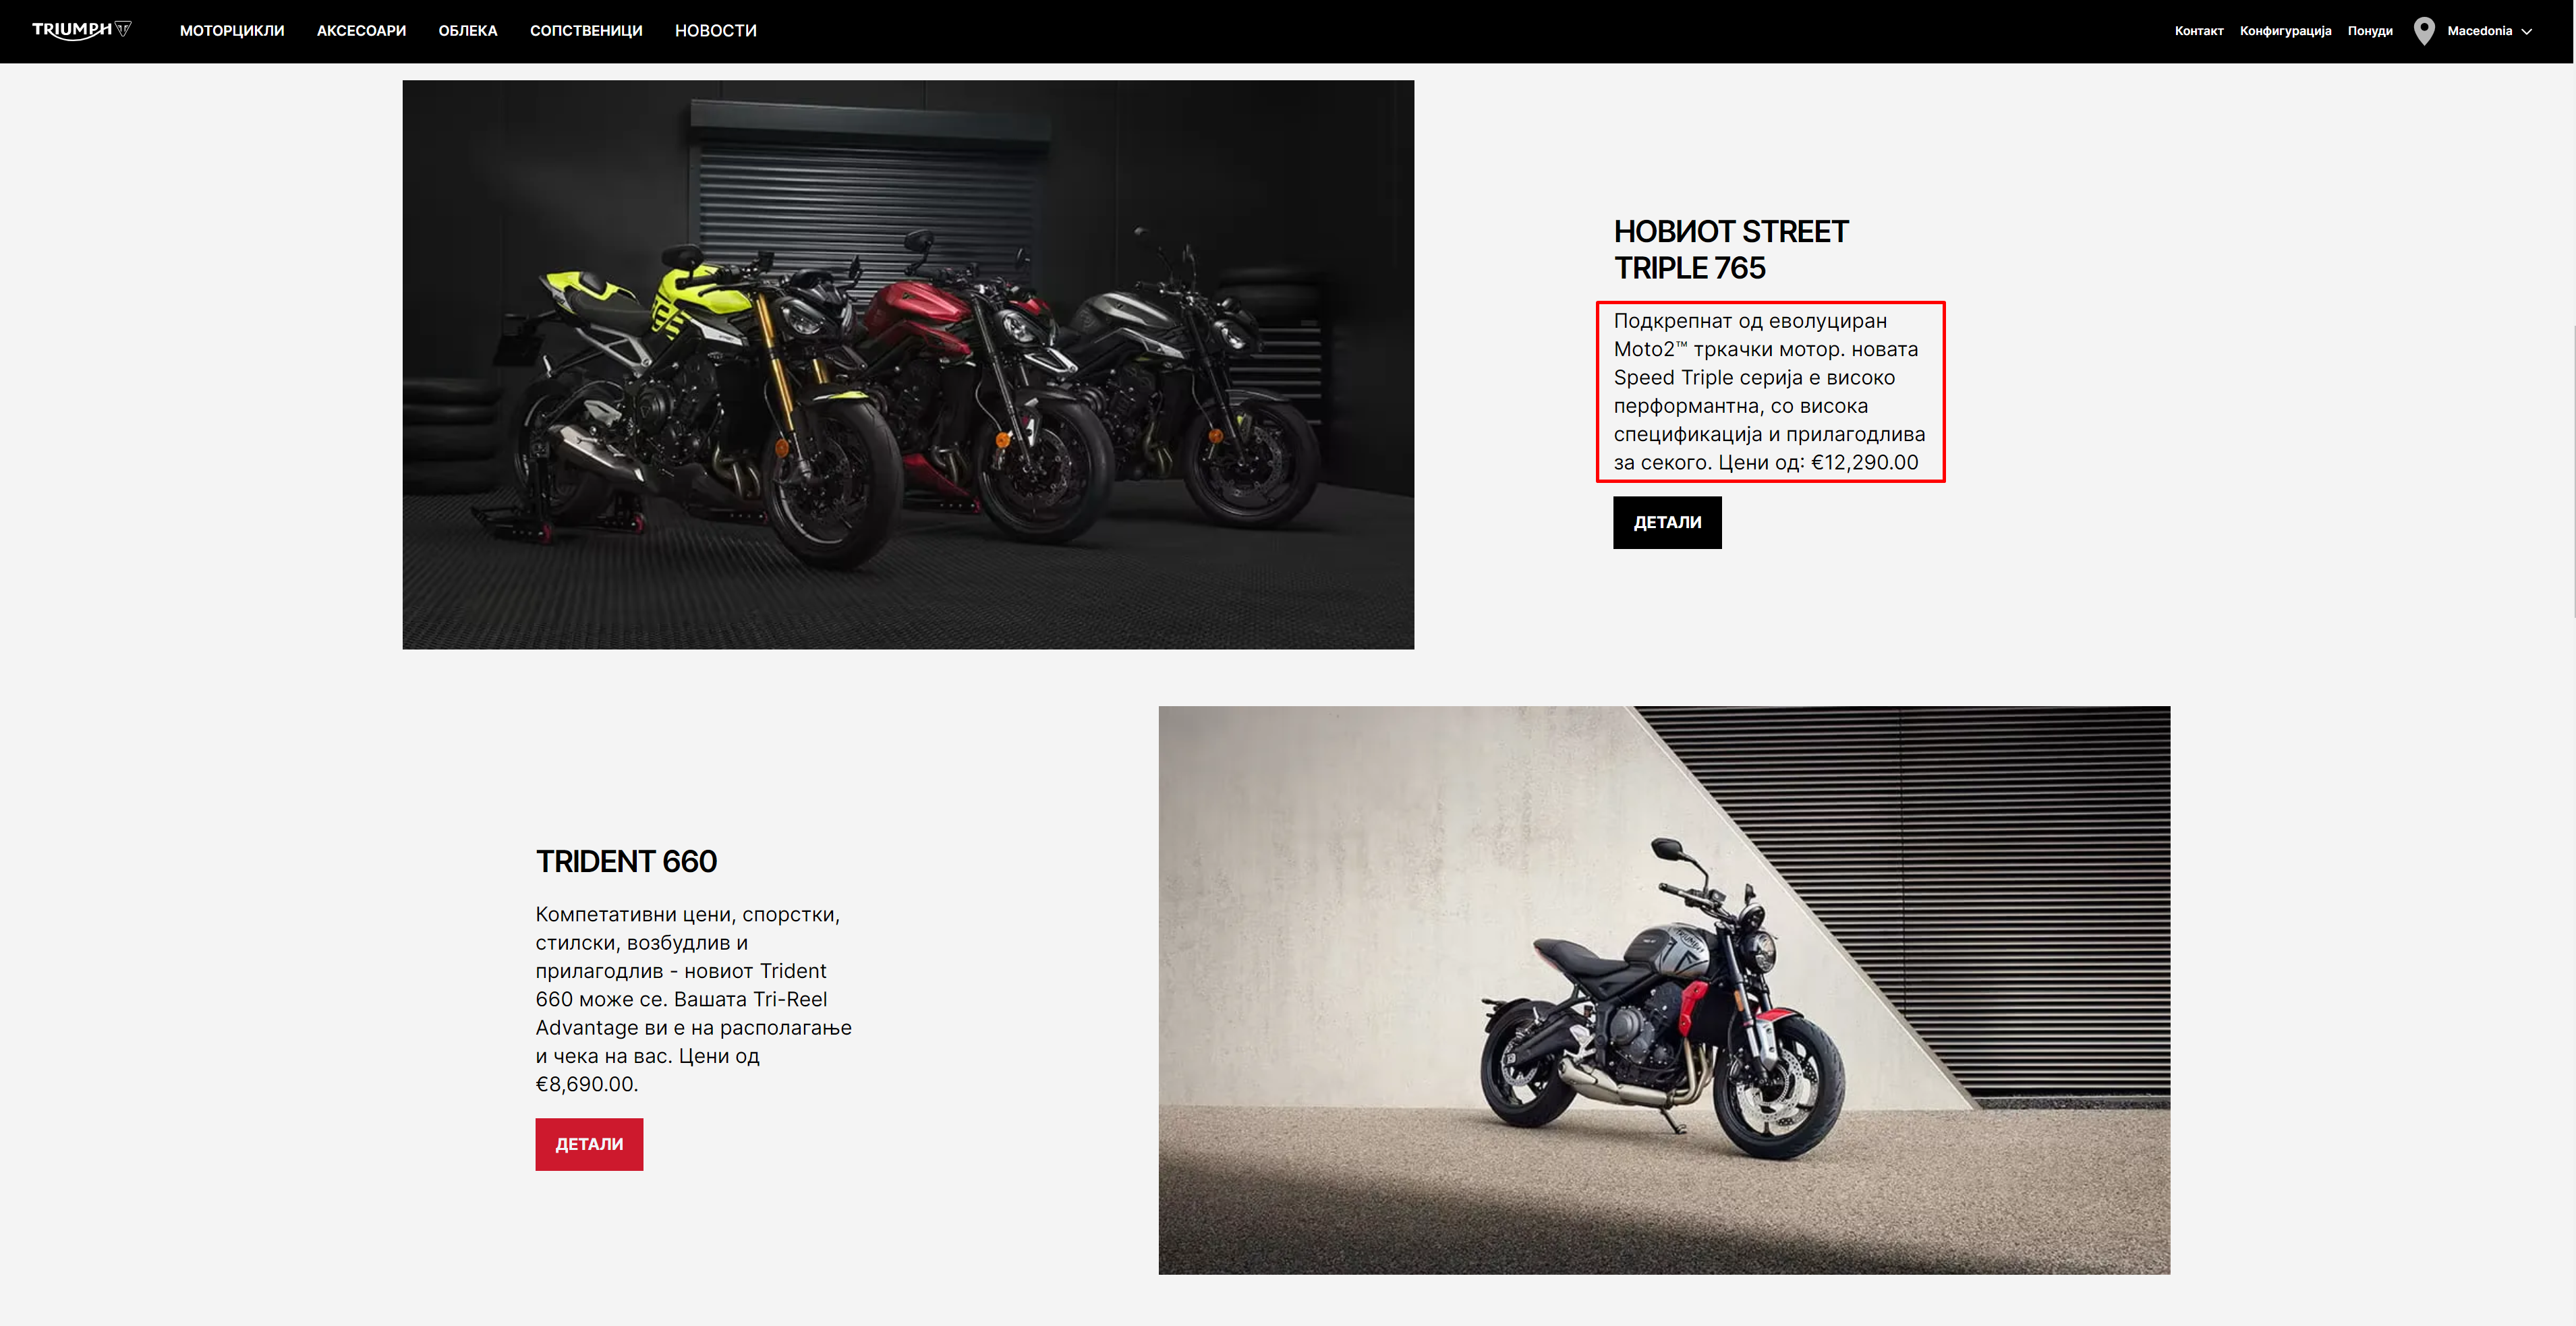 TRIUMPH
МОТОРЦИКЛИ
АКСЕСОАРИ
ОБЛЕКА
СОПСТВЕНИЦИ
НОВОСТИ
Контакт
Конфигурација
Понуди
Macedonia
НОВИОТ STREET
TRIPLE 765
Подкрепнат од еволуциран
Moto2™ тркачки мотор. новата
Speed Triple серија е високо
перформантна, со висока
спецификација и прилагодлива
за секого. Цени од: €12,290.00
ДЕТАЛИ
TRIDENT 660
Компетативни цени, спорстки,
стилски, возбудлив и
прилагодлив - новиот Trident
660 може се. Вашата Tri-Reel
Advantage ви е на располагање
и чека на вас. Цени од
€8,690.00.
ДЕТАЛИ
TRIUMPH